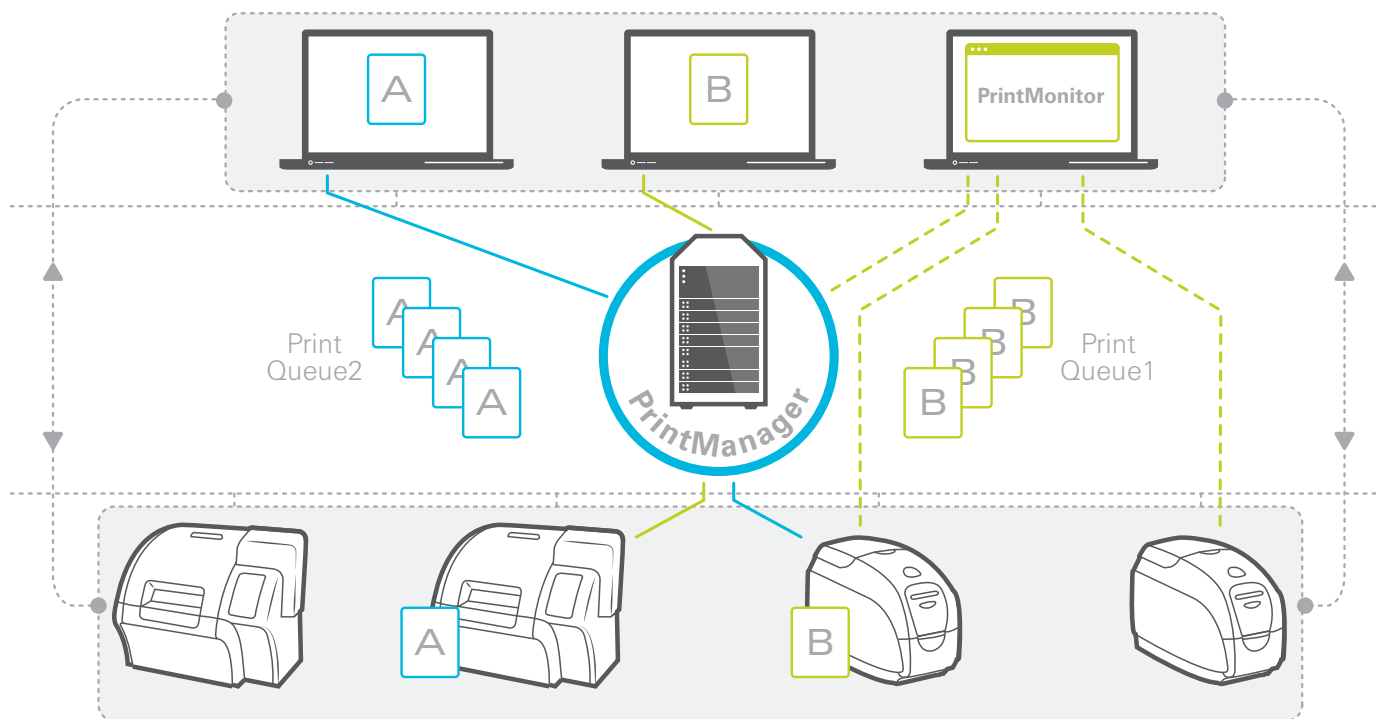 A
B
PrintMonitor
Print
Queue2
A
A
A
A
PrintManager
B
B
B
B
Print
Queue1
A
B